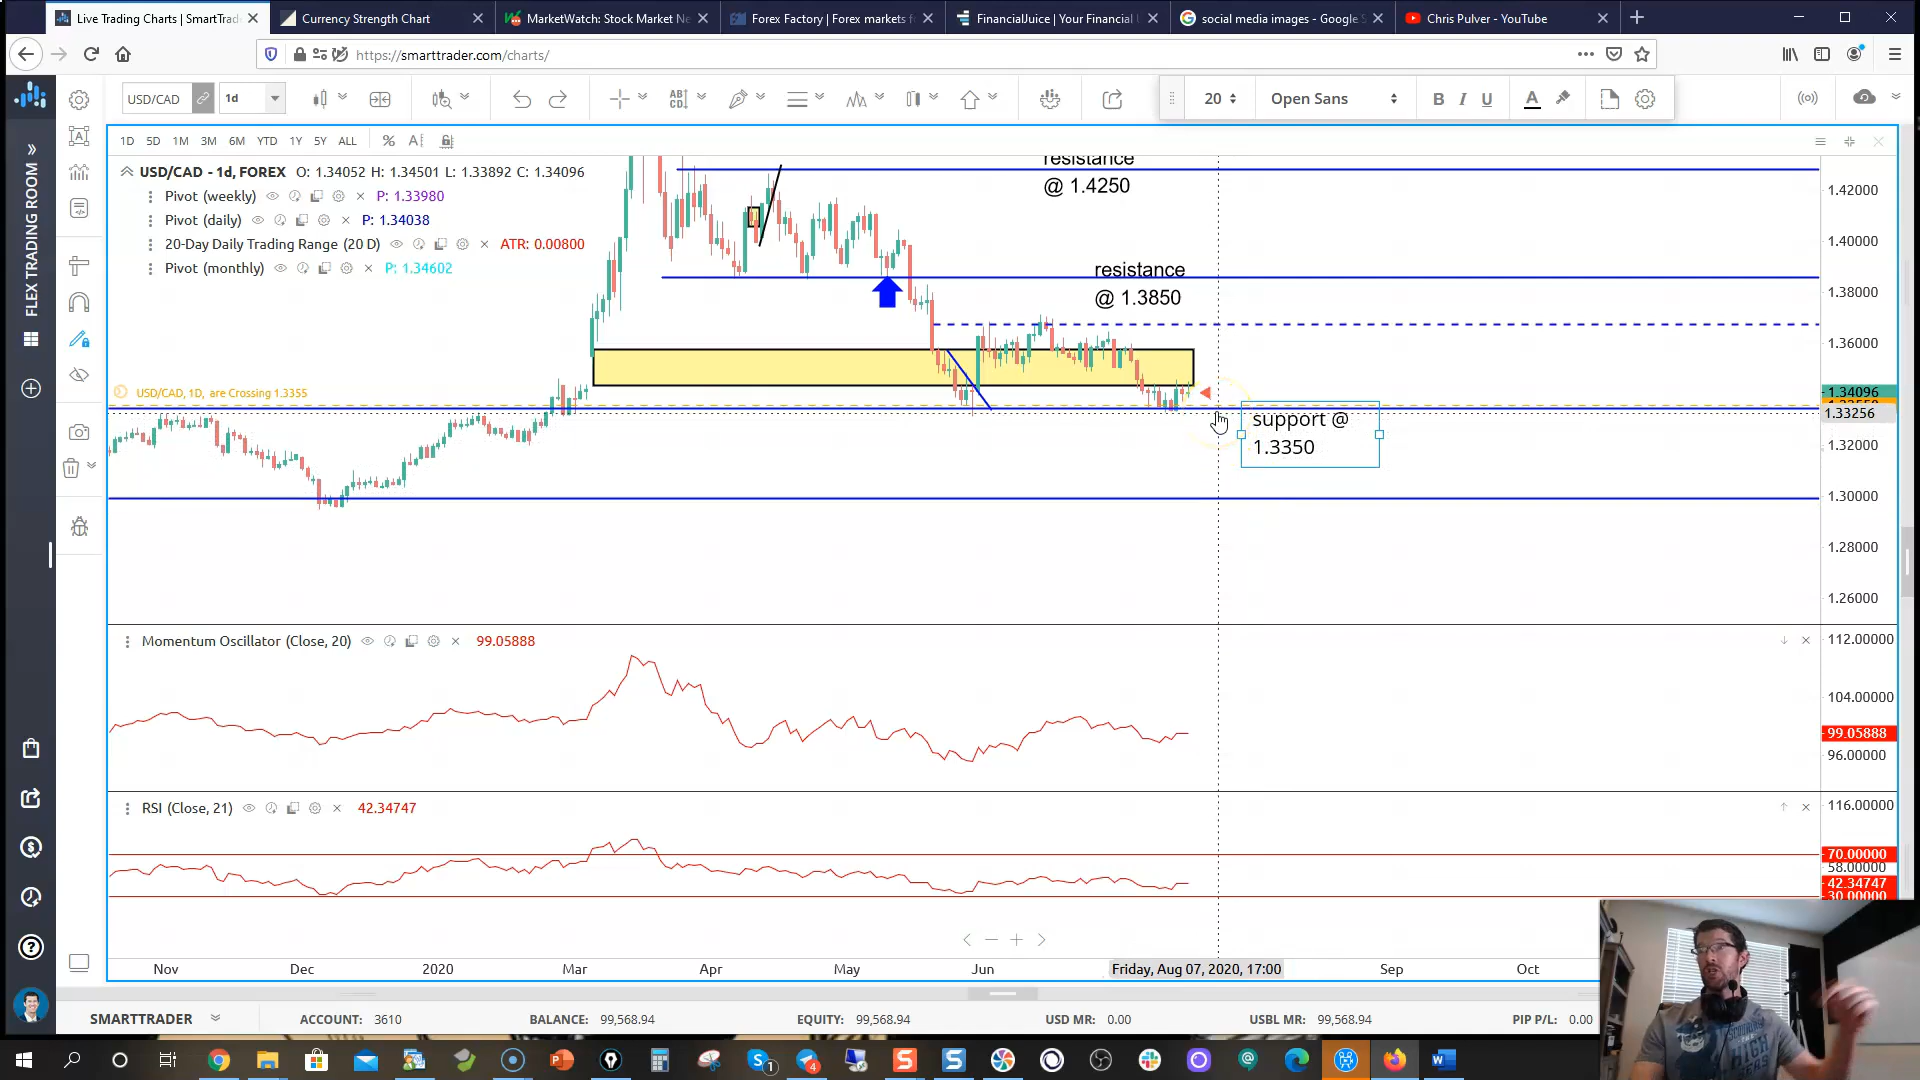 Live Trading Charts | SmartTrad
Currency Strength Chart
MarketWatch: Stock Market Ne
Forex Factory | Forex markets f
FinancialJuice | Your Financial
social media images - Google S
Chris Pulver - YouTube
https://smarttrader.com/charts/
USD/CAD
1d
20
Open Sans
B I U A
1D 5D 1M 3M 6M YTD 1Y 5Y ALL
USD/CAD - 1d, FOREX O: 1.34052 H: 1.34501 L: 1.33892 C: 1.34096
Pivot (weekly) P: 1.33980
Pivot (daily) P: 1.34038
20-Day Daily Trading Range (20 D) ATR: 0.00800
Pivot (monthly) P: 1.34602
FLEX TRADING ROOM
resistance
@ 1.4250
resistance
@ 1.3850
USD/CAD, 1D, are Crossing 1.3355
support @
1.3350
1.42000
1.40000
1.38000
1.36000
1.34096
1.33256
1.32000
1.30000
1.28000
1.26000
Momentum Oscillator (Close, 20) 99.05888
112.00000
104.00000
99.05888
96.00000
RSI (Close, 21) 42.34747
116.00000
70.00000
58.00000
42.34747
30.00000
Nov Dec 2020 Mar Apr May Jun Friday, Aug 07, 2020, 17:00 Sep Oct
SMARTTRADER ACCOUNT: 3610 BALANCE: 99,568.94 EQUITY: 99,568.94 USD MR: 0.00 USBL MR: 99,568.94 PIP P/L: 0.00